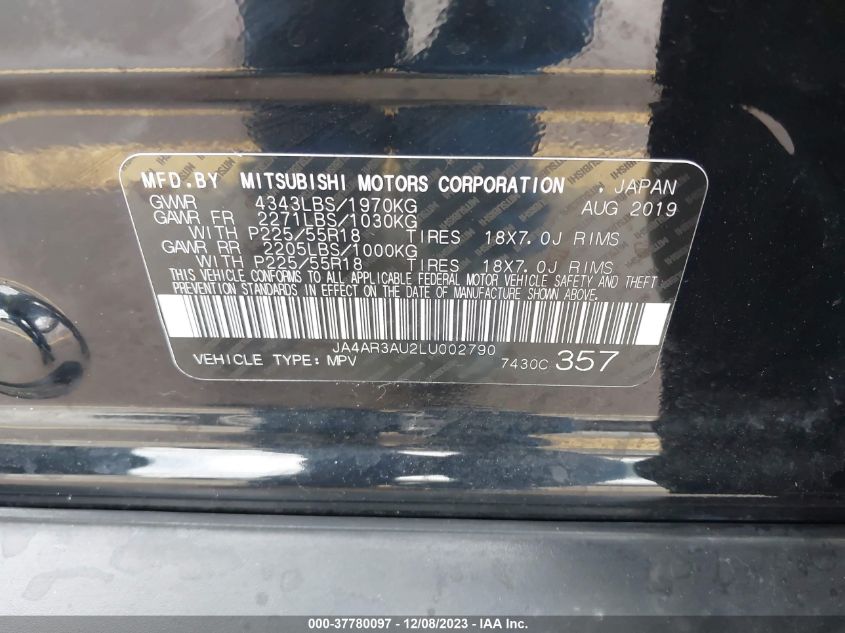 MFD.BY MITSUBISHI MOTORS CORPORATION JAPAN
GVWR 4343LBS/1970KG AUG 2019
GAWR FR 2271LBS/1030KG
WITH P225/55R18 TIRES 18X7.0J RIMS
GAWR RR 2205LBS/1000KG
WITH P225/55R18 TIRES 18X7.0J RIMS
THIS VEHICLE CONFORMS TO ALL APPLICABLE FEDERAL MOTOR VEHICLE SAFETY AND THEFT
PREVENTION STANDARDS IN EFFECT ON THE DATE OF MANUFACTURE SHOWN ABOVE.
JA4AR3AU2LU002790
VEHICLE TYPE: MPV 7430C 357
000-37780097 - 12/08/2023 - IAA Inc.